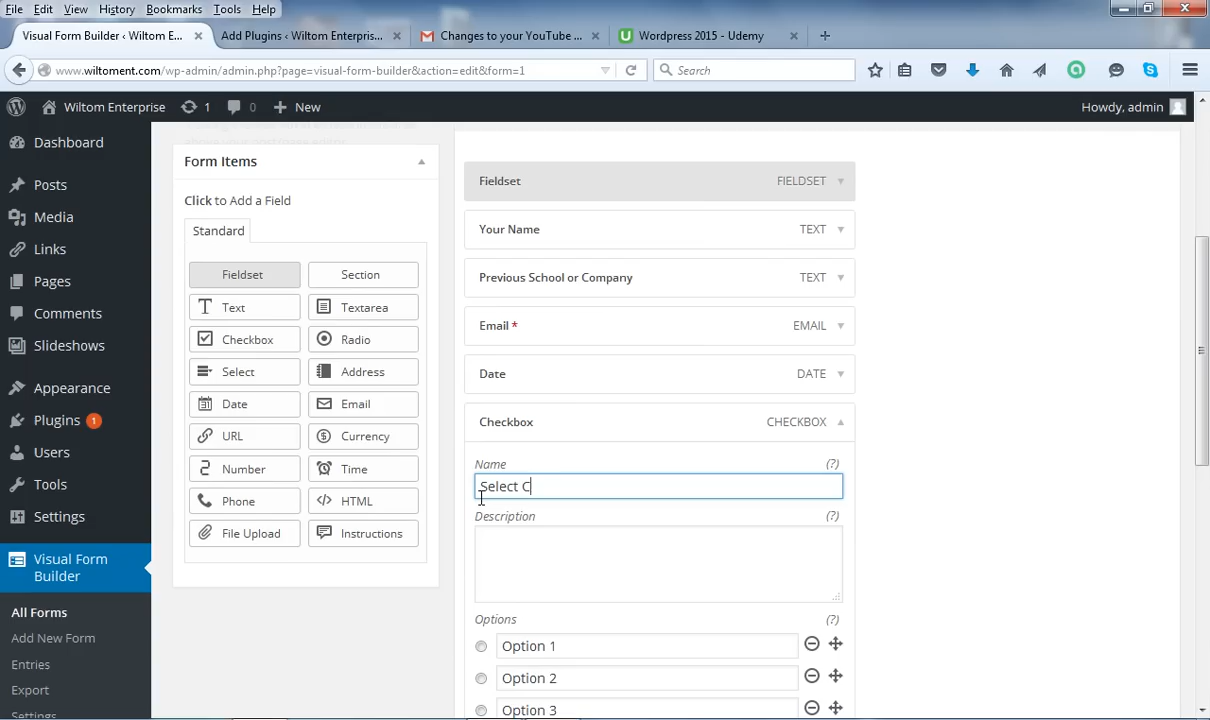 File Edit View History Bookmarks Tools Help
Visual Form Builder ‹ Wiltom E...
Add Plugins ‹ Wiltom Enterpris...
Changes to your YouTube ...
Wordpress 2015 - Udemy
www.wiltoment.com/wp-admin/admin.php?page=visual-form-builder&action=edit&form=1
Search
Wiltom Enterprise 1 0 New
Howdy, admin
Dashboard
Posts
Media
Links
Pages
Comments
Slideshows
Appearance
Plugins 1
Users
Tools
Settings
Visual Form
Builder
All Forms
Add New Form
Entries
Export
Settings
Form Items
Click to Add a Field
Standard
Fieldset Section
Text Textarea
Checkbox Radio
Select Address
Date Email
URL Currency
Number Time
Phone HTML
File Upload Instructions
Fieldset FIELDSET
Your Name TEXT
Previous School or Company TEXT
Email * EMAIL
Date DATE
Checkbox CHECKBOX
Name (?)
Select C
Description (?)
Options (?)
Option 1
Option 2
Option 3